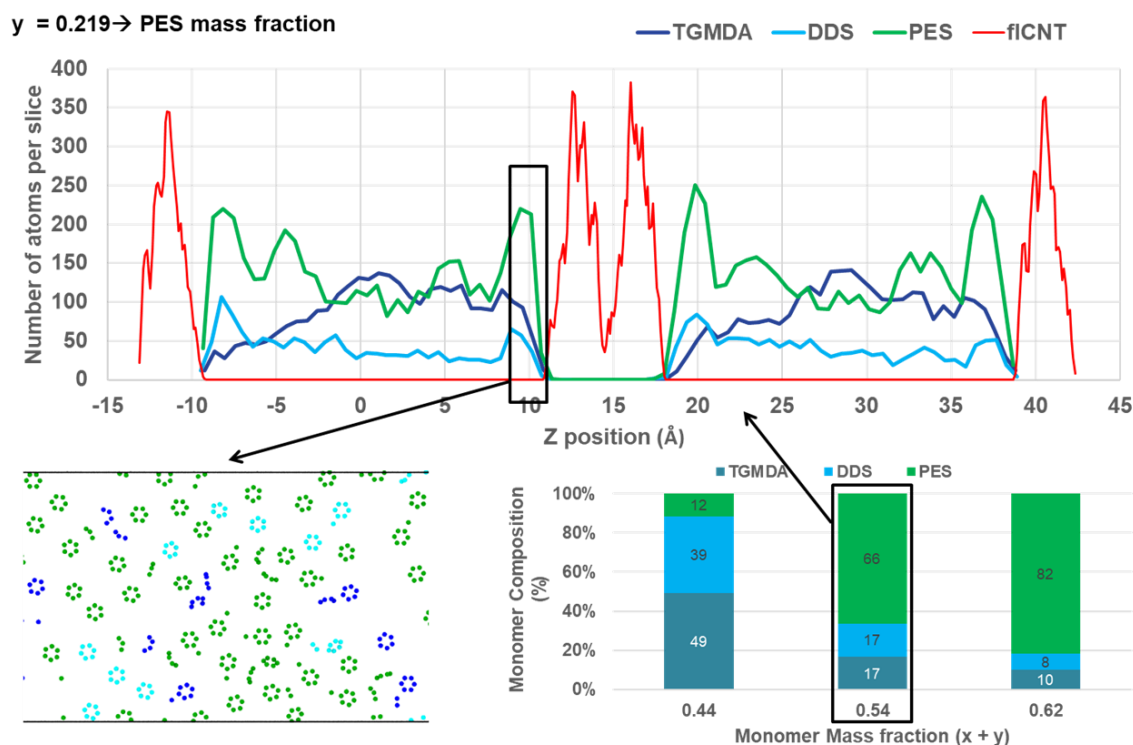 y = 0.219→ PES mass fraction
TGMDA DDS PES flCNT
Number of atoms per slice
400
350
300
250
200
150
100
50
0
-15 -10 -5 0 5 10 15 20 25 30 35 40 45
Z position (Å)
TGMDA DDS PES
Monomer Composition
(%)
100%
80%
60%
40%
20%
0%
12
39
49
66
17
17
82
8
10
0.44 0.54 0.62
Monomer Mass fraction (x + y)